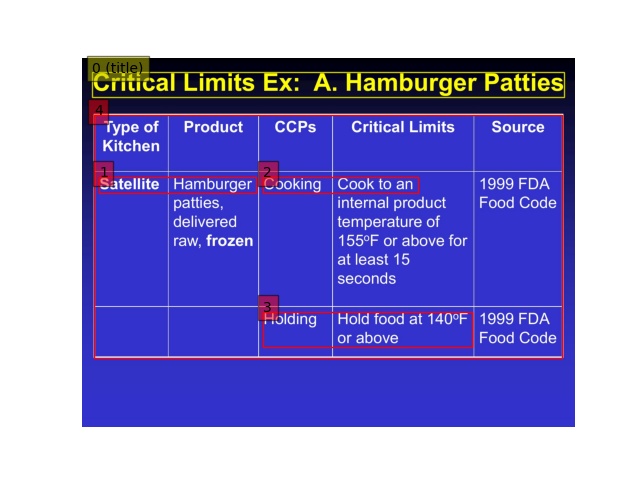 0 (title)
Critical Limits Ex: A. Hamburger Patties
4
Type of Kitchen
Product
CCPs
Critical Limits
Source
1
Satellite
Hamburger
patties,
delivered
raw, frozen
2
Cooking
Cook to an
internal product
temperature of
155ºF or above for
at least 15
seconds
1999 FDA
Food Code
3
Holding
Hold food at 140ºF
or above
1999 FDA
Food Code